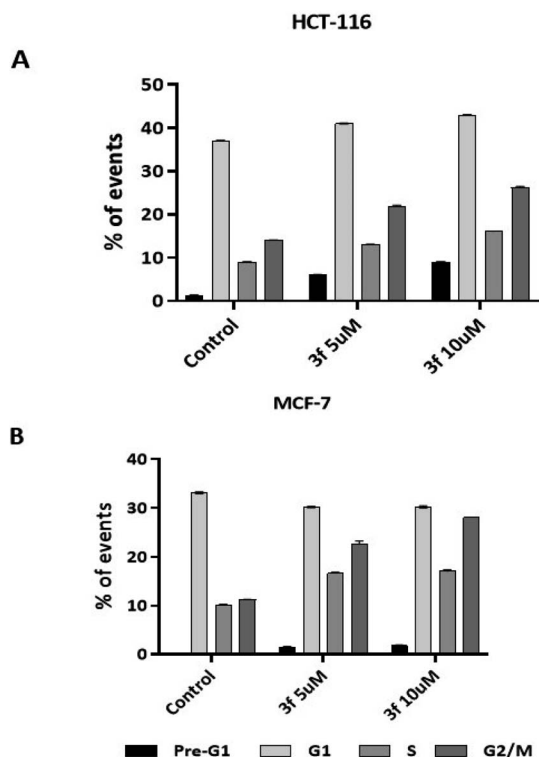 HCT-116
A
50
40
30
20
10
0
% of events
Control
3f 5uM
3f 10uM
MCF-7
B
40
30
20
10
0
% of events
Control
3f 5uM
3f 10uM
Pre-G1 G1 S G2/M